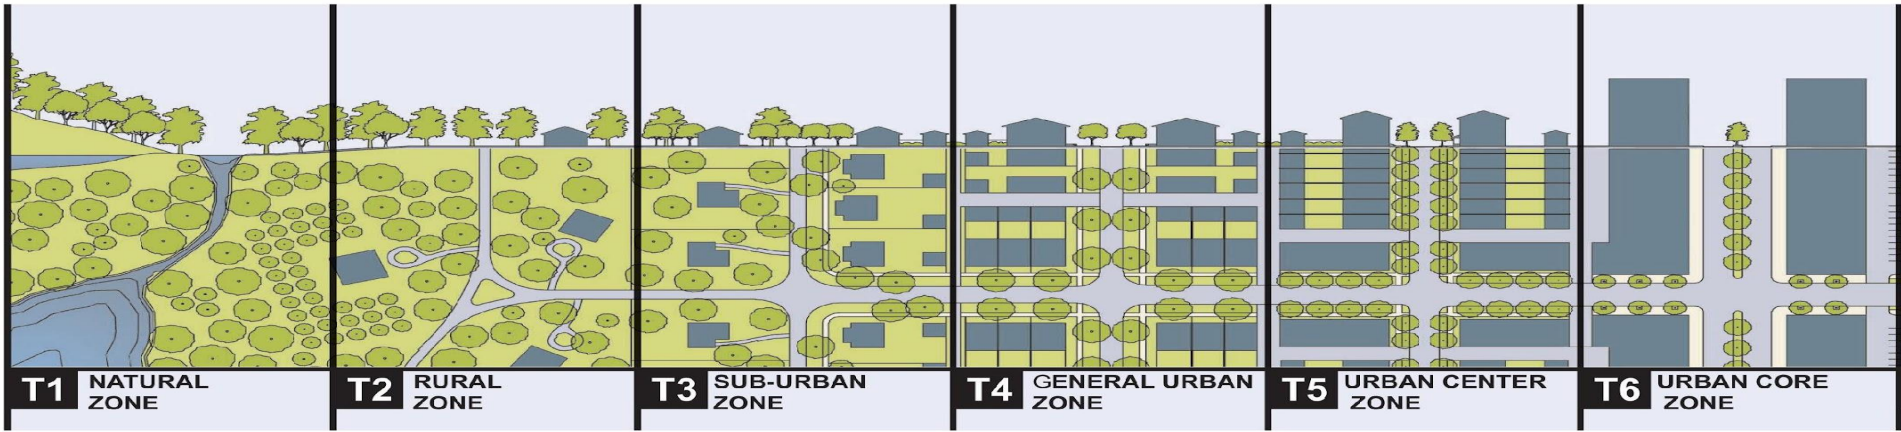 T1 NATURAL
ZONE
T2 RURAL
ZONE
T3 SUB-URBAN
ZONE
T4 GENERAL URBAN
ZONE
T5 URBAN CENTER
ZONE
T6 URBAN CORE
ZONE